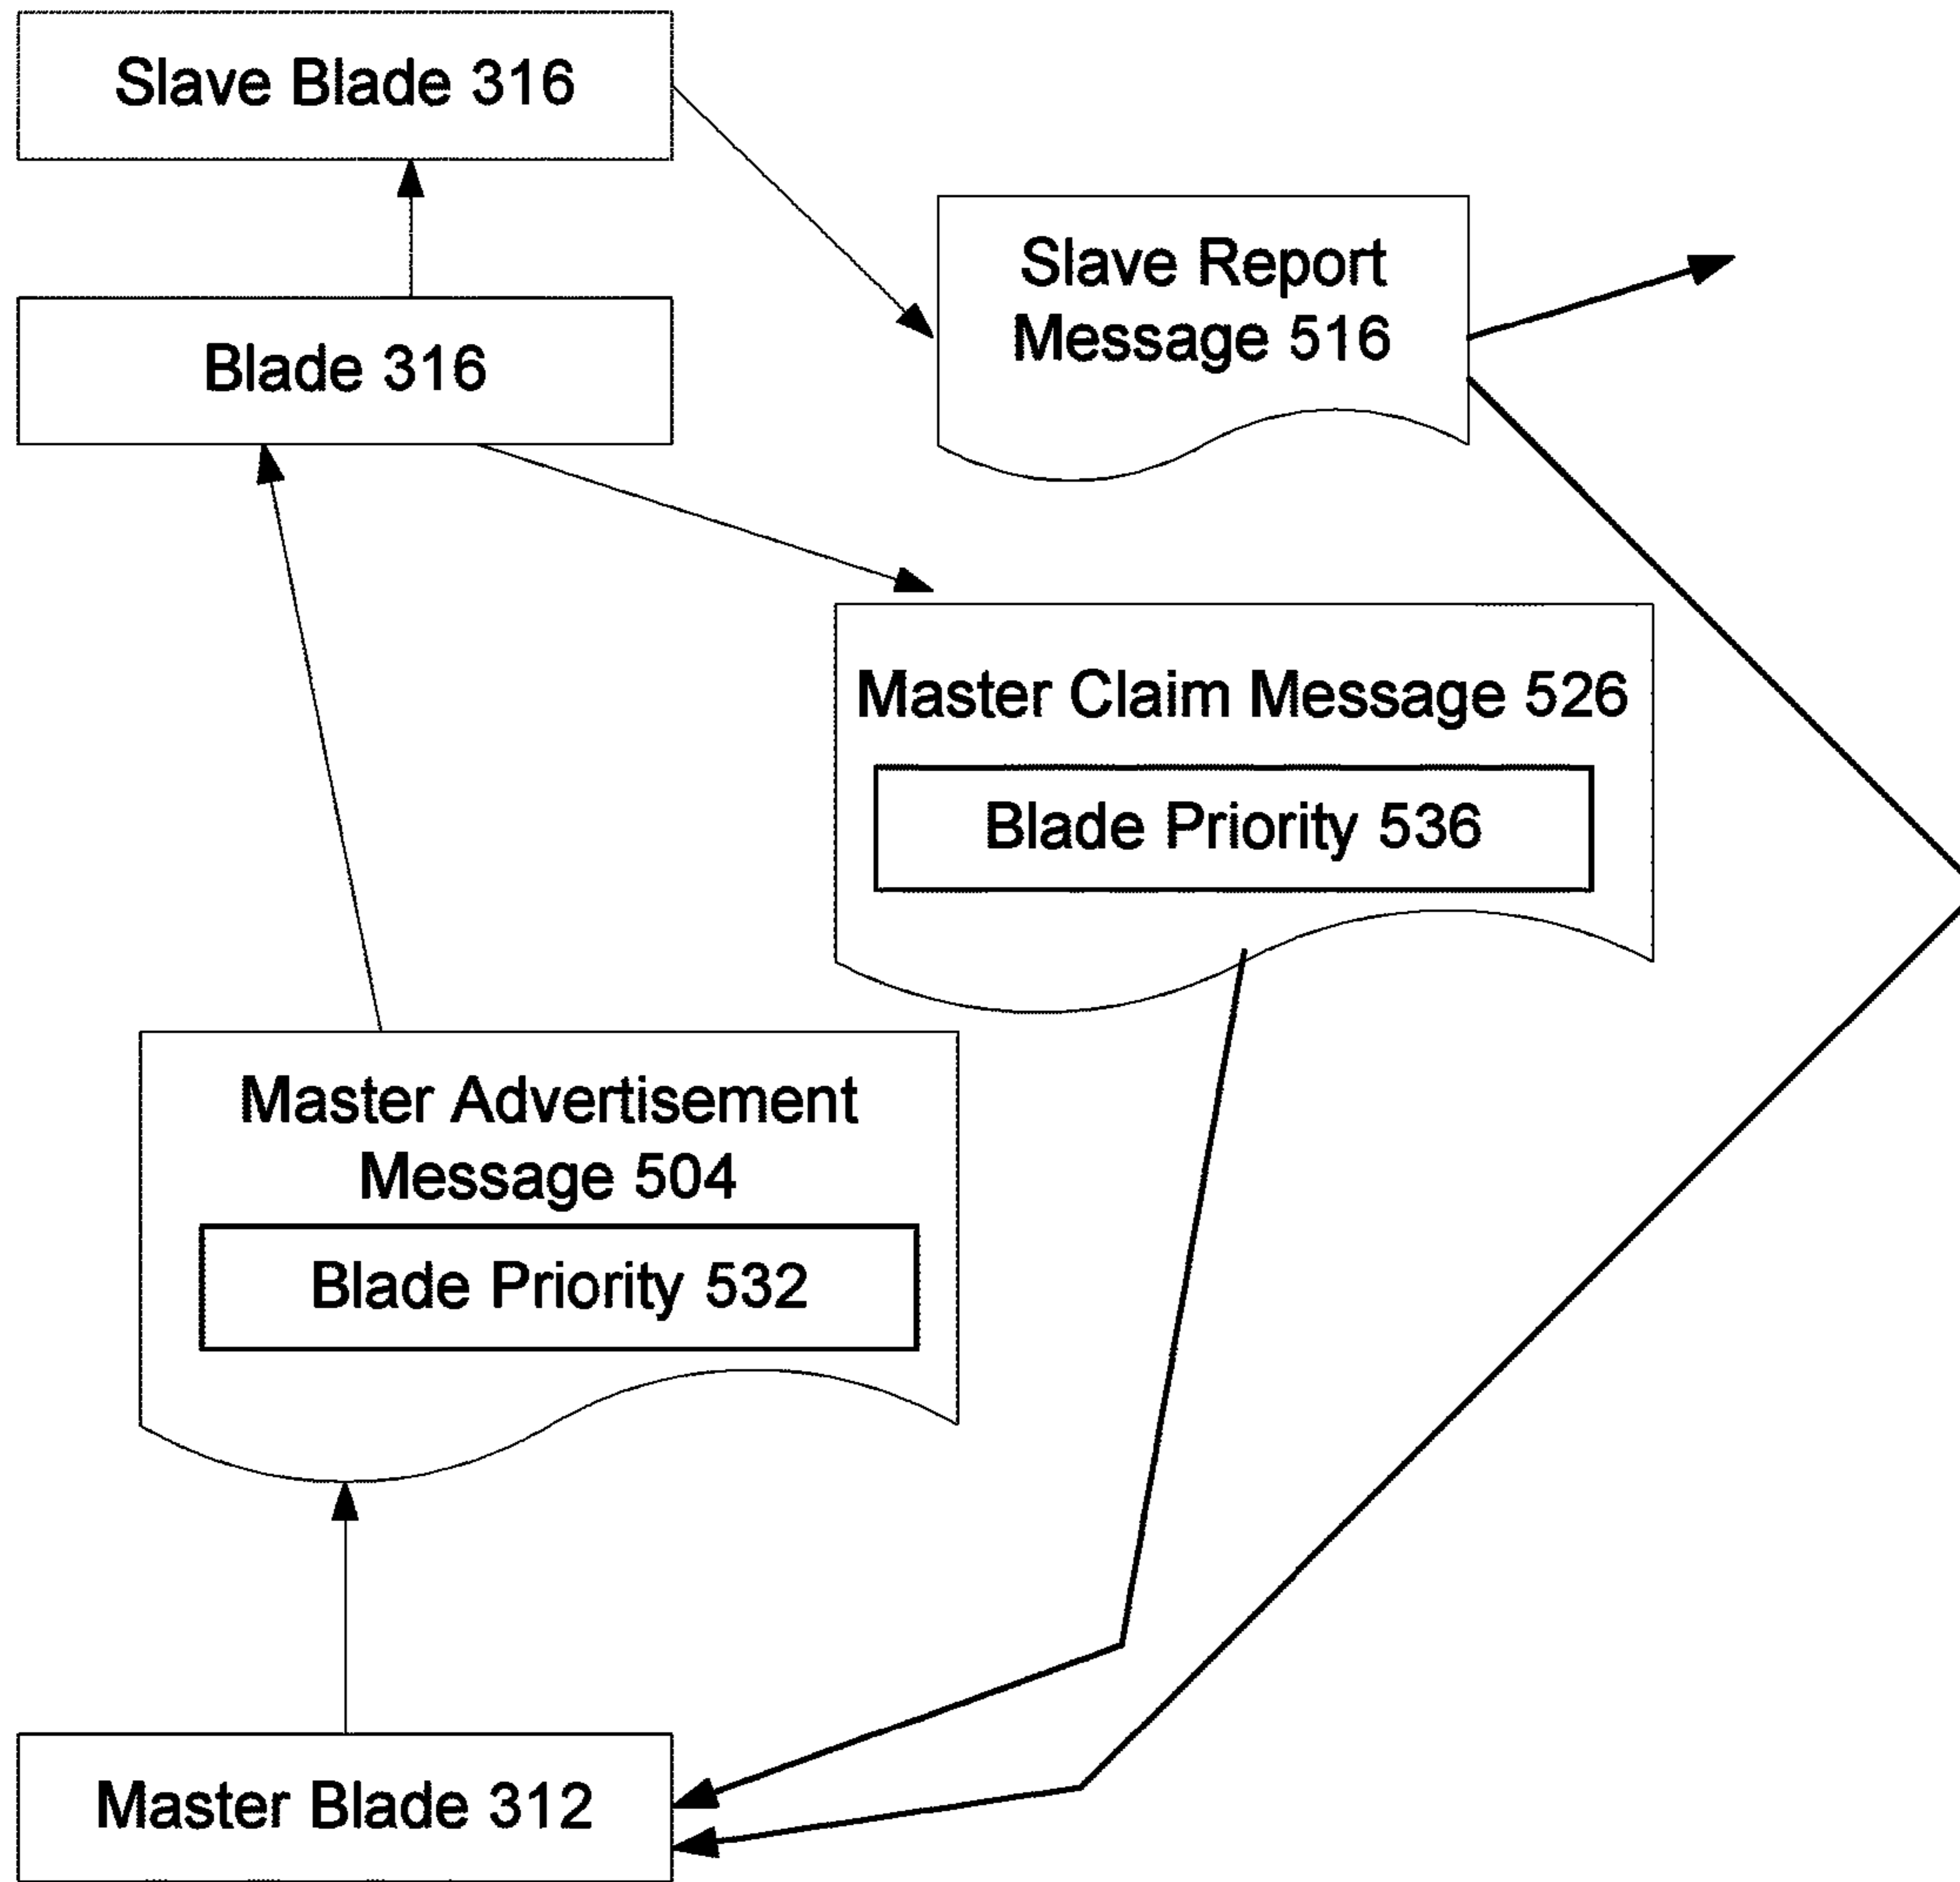 Slave Blade 316
Slave Report
Message 516
Blade 316
Master Claim Message 526
Blade Priority 536
Master Advertisement
Message 504
Blade Priority 532
Master Blade 312